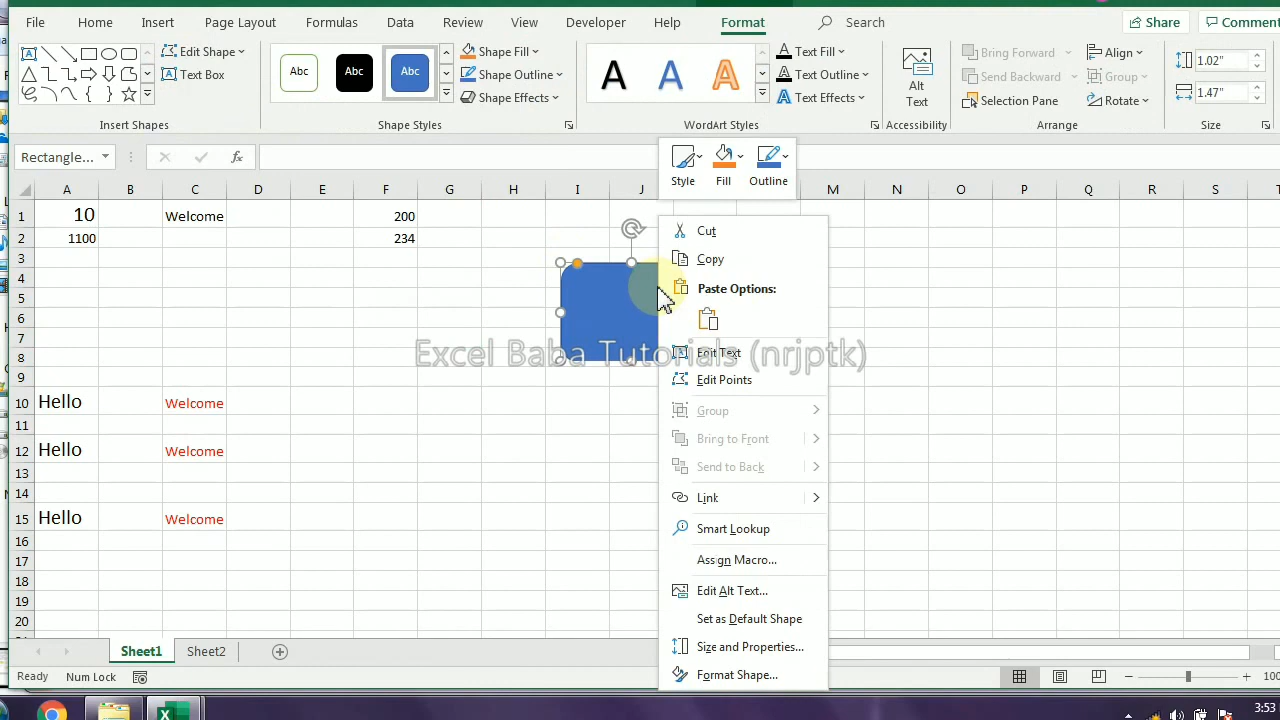 File Home Insert Page Layout Formulas Data Review View Developer Help Format Search Share Comment
Edit Shape
Text Box
Insert Shapes
Abc Abc Abc
Shape Fill
Shape Outline
Shape Effects
Shape Styles
A A A
Text Fill
Text Outline
Text Effects
WordArt Styles
Alt
Text
Accessibility
Bring Forward
Send Backward
Selection Pane
Align
Group
Rotate
Arrange
1.02"
1.47"
Size
Rectangle... fx
Style Fill Outline
A B C D E F G H I J M N O P Q R S T
1 10 Welcome 200
2 1100 234
3
4
5
6
7
8
9
10 Hello Welcome
11
12 Hello Welcome
13
14
15 Hello Welcome
16
17
18
19
20
Cut
Copy
Paste Options:
Edit Text
Edit Points
Group
Bring to Front
Send to Back
Link
Smart Lookup
Assign Macro...
Edit Alt Text...
Set as Default Shape
Size and Properties...
Format Shape...
Excel Baba Tutorials (nrjptk)
Sheet1 Sheet2
Ready Num Lock
100
3:53